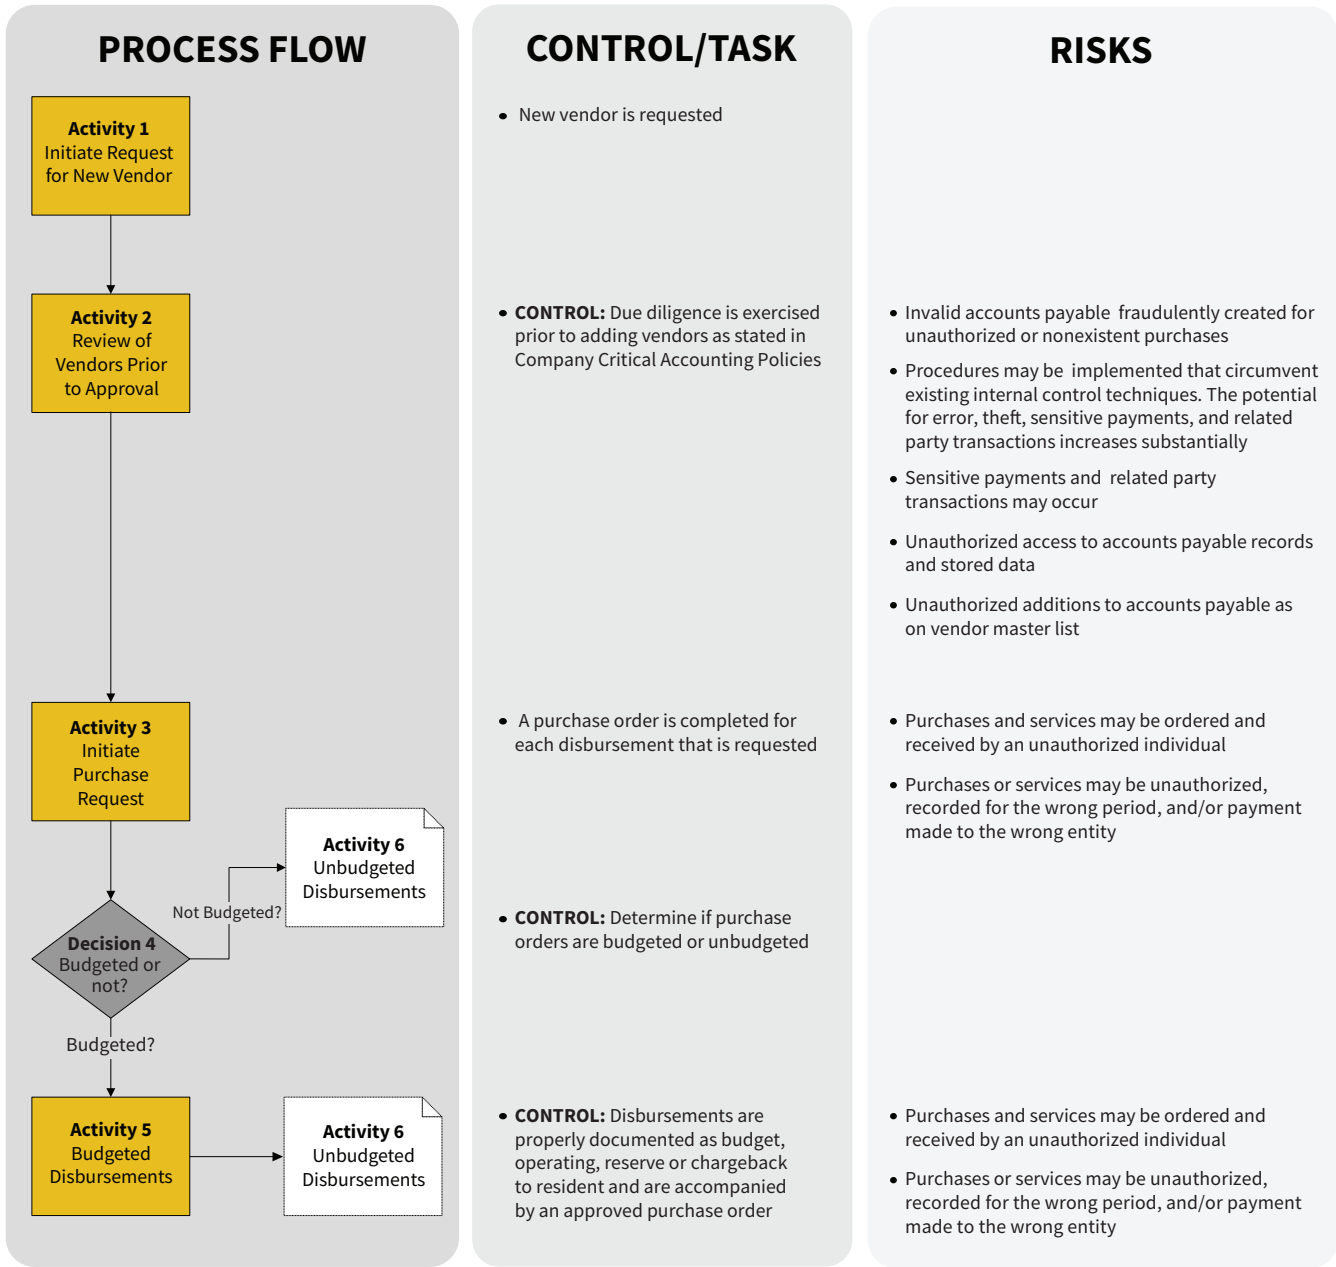 PROCESS FLOW
Activity 1
Initiate Request
for New Vendor
Activity 2
Review of
Vendors Prior
to Approval
Activity 3
Initiate
Purchase
Request
Activity 6
Unbudgeted
Disbursements
Not Budgeted?
Decision 4
Budgeted or
not?
Budgeted?
Activity 5
Budgeted
Disbursements
Activity 6
Unbudgeted
Disbursements
CONTROL/TASK
• New vendor is requested
• CONTROL: Due diligence is exercised
prior to adding vendors as stated in
Company Critical Accounting Policies
• A purchase order is completed for
each disbursement that is requested
• CONTROL: Determine if purchase
orders are budgeted or unbudgeted
• CONTROL: Disbursements are
properly documented as budget,
operating, reserve or chargeback
to resident and are accompanied
by an approved purchase order
RISKS
• Invalid accounts payable fraudulently created for
unauthorized or nonexistent purchases
• Procedures may be implemented that circumvent
existing internal control techniques. The potential
for error, theft, sensitive payments, and related
party transactions increases substantially
• Sensitive payments and related party
transactions may occur
• Unauthorized access to accounts payable records
and stored data
• Unauthorized additions to accounts payable as
on vendor master list
• Purchases and services may be ordered and
received by an unauthorized individual
• Purchases or services may be unauthorized,
recorded for the wrong period, and/or payment
made to the wrong entity
• Purchases and services may be ordered and
received by an unauthorized individual
• Purchases or services may be unauthorized,
recorded for the wrong period, and/or payment
made to the wrong entity